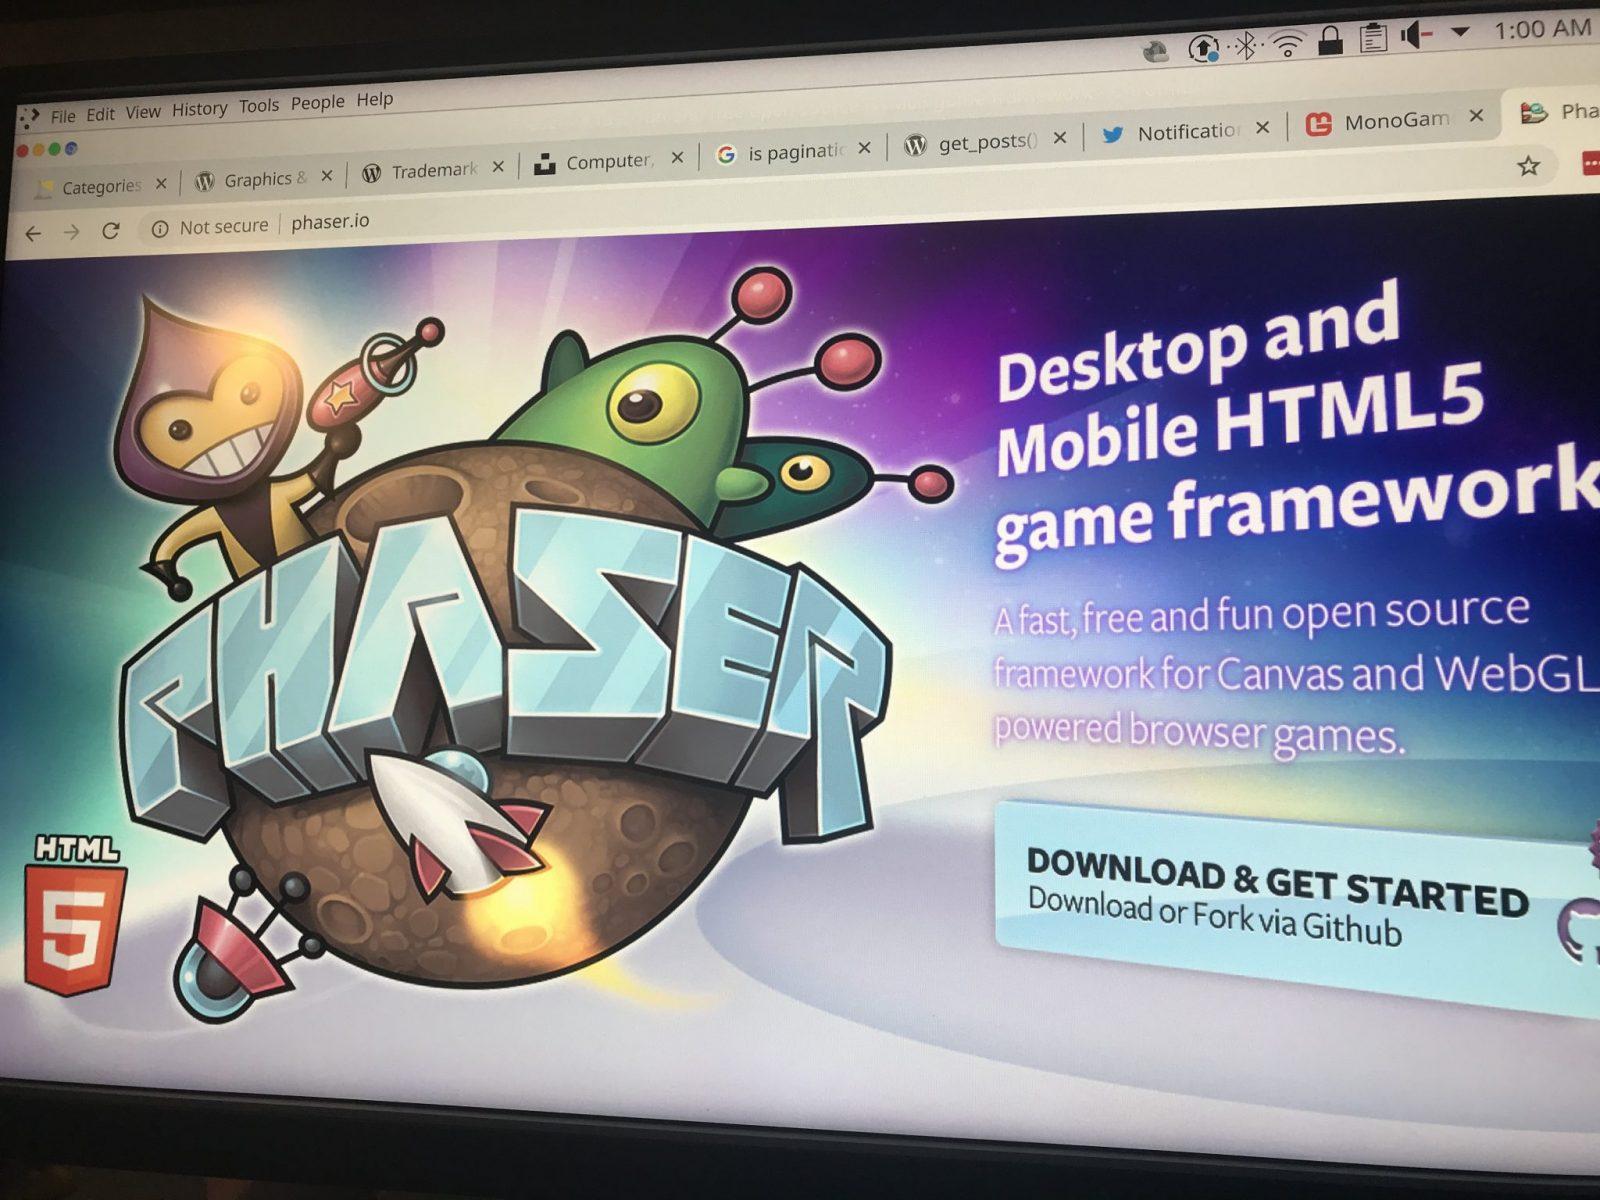 1:00 AM
File Edit View History Tools People Help
Categories
Graphics &
Trademark
Computer,
is paginatio
get_posts()
Notification
MonoGam
Pha
Not secure phaser.io
PHASER
HTML
5
Desktop and
Mobile HTML5
game framework
A fast, free and fun open source
framework for Canvas and WebGL
powered browser games.
DOWNLOAD & GET STARTED
Download or Fork via Github